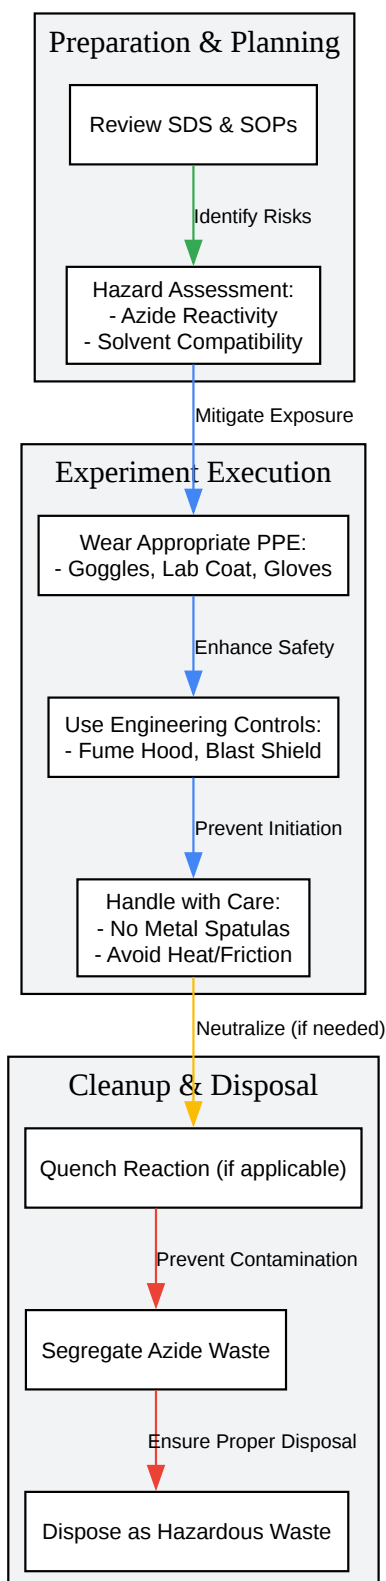 Preparation & Planning
Review SDS & SOPs
Identify Risks
Hazard Assessment:
- Azide Reactivity
- Solvent Compatibility
Mitigate Exposure
Experiment Execution
Wear Appropriate PPE:
- Goggles, Lab Coat, Gloves
Enhance Safety
Use Engineering Controls:
- Fume Hood, Blast Shield
Prevent Initiation
Handle with Care:
- No Metal Spatulas
- Avoid Heat/Friction
Neutralize (if needed)
Cleanup & Disposal
Quench Reaction (if applicable)
Prevent Contamination
Segregate Azide Waste
Ensure Proper Disposal
Dispose as Hazardous Waste